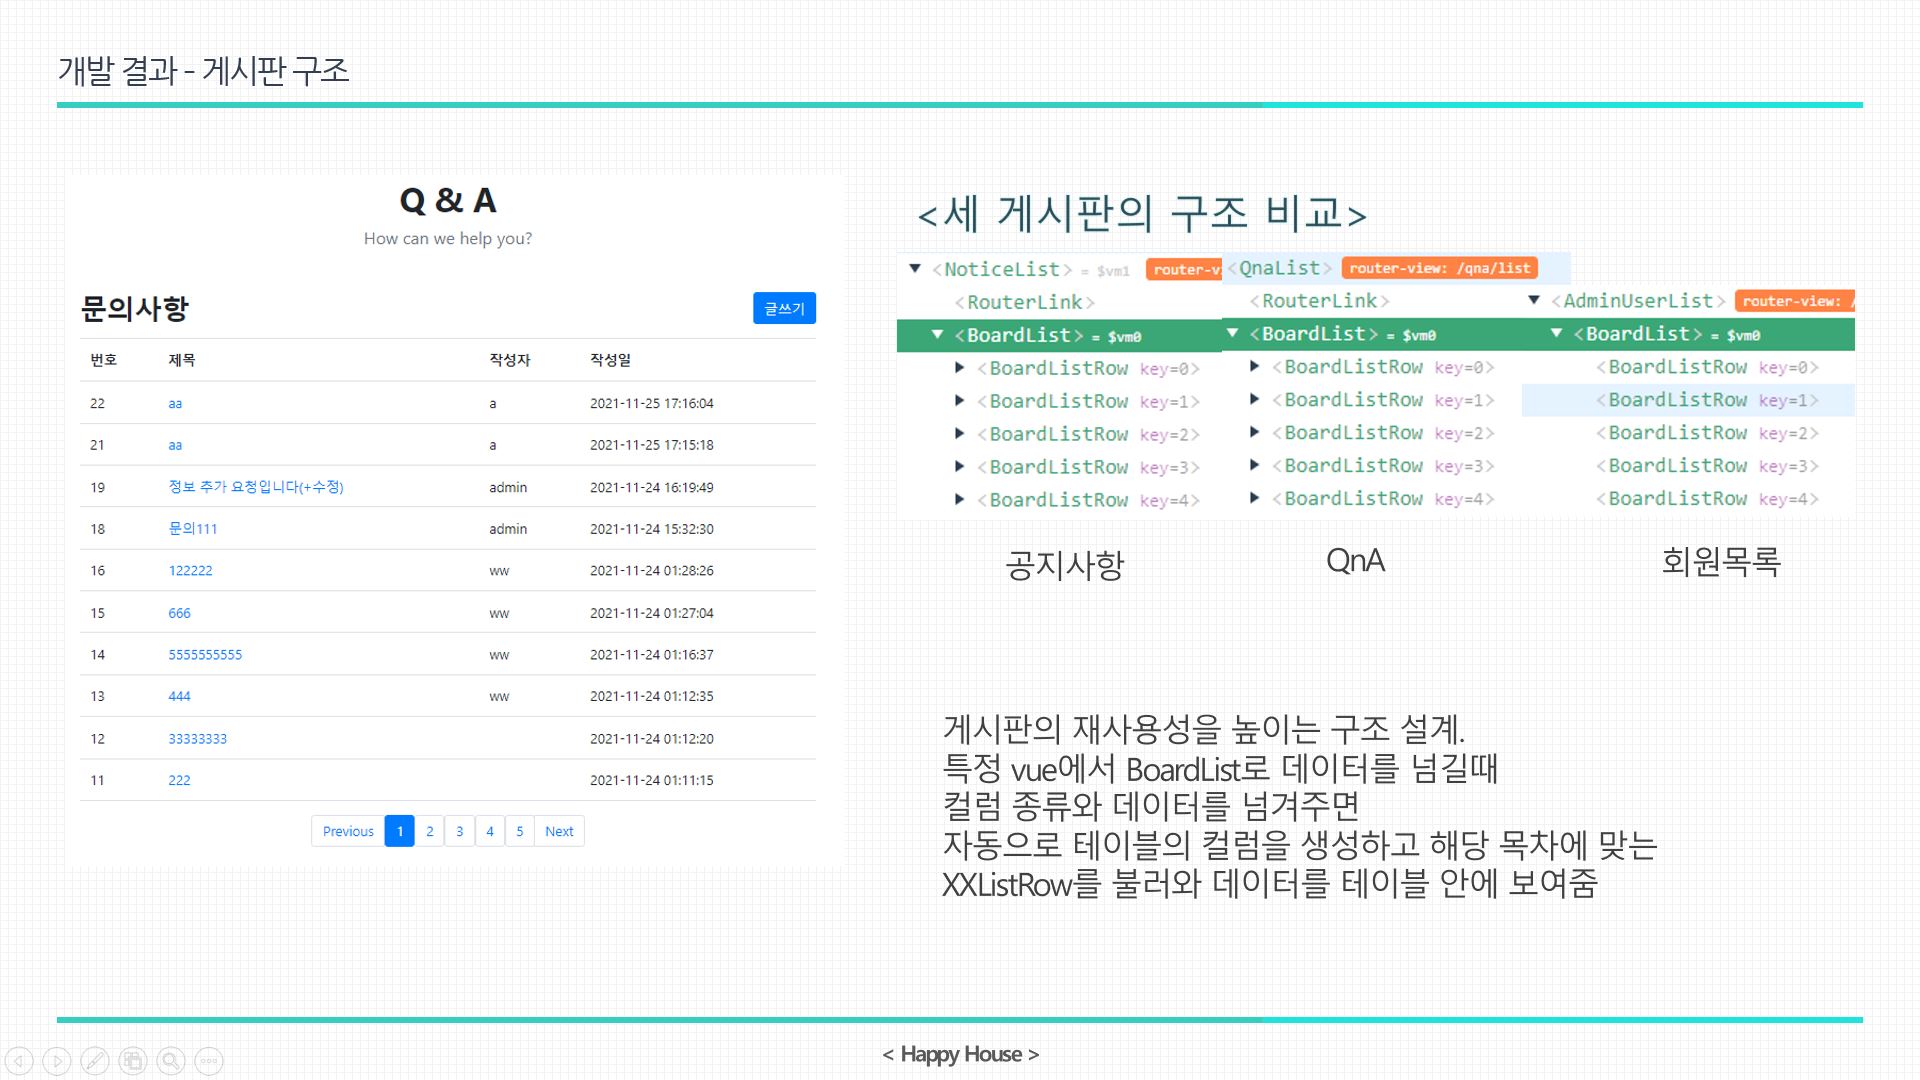 개발 결과 - 게시판 구조
Q & A
How can we help you?
문의사항
글쓰기
번호 제목 작성자 작성일
22 aa a 2021-11-25 17:16:04
21 aa a 2021-11-25 17:15:18
19 정보 추가 요청입니다(+수정) admin 2021-11-24 16:19:49
18 문의111 admin 2021-11-24 15:32:30
16 122222 ww 2021-11-24 01:28:26
15 666 ww 2021-11-24 01:27:04
14 5555555555 ww 2021-11-24 01:16:37
13 444 ww 2021-11-24 01:12:35
12 33333333 2021-11-24 01:12:20
11 222 2021-11-24 01:11:15
Previous 1 2 3 4 5 Next
<세 게시판의 구조 비교>
<NoticeList> = $vm1 router-v
<RouterLink>
<BoardList> = $vm0
<BoardListRow key=0>
<BoardListRow key=1>
<BoardListRow key=2>
<BoardListRow key=3>
<BoardListRow key=4>
공지사항
<QnaList> router-view: /qna/list
<RouterLink>
<BoardList> = $vm0
<BoardListRow key=0>
<BoardListRow key=1>
<BoardListRow key=2>
<BoardListRow key=3>
<BoardListRow key=4>
QnA
<AdminUserList> router-view: /
<BoardList> = $vm0
<BoardListRow key=0>
<BoardListRow key=1>
<BoardListRow key=2>
<BoardListRow key=3>
<BoardListRow key=4>
회원목록
게시판의 재사용성을 높이는 구조 설계.
특정 vue에서 BoardList로 데이터를 넘길때
컬럼 종류와 데이터를 넘겨주면
자동으로 테이블의 컬럼을 생성하고 해당 목차에 맞는
XXListRow를 불러와 데이터를 테이블 안에 보여줌
< Happy House >